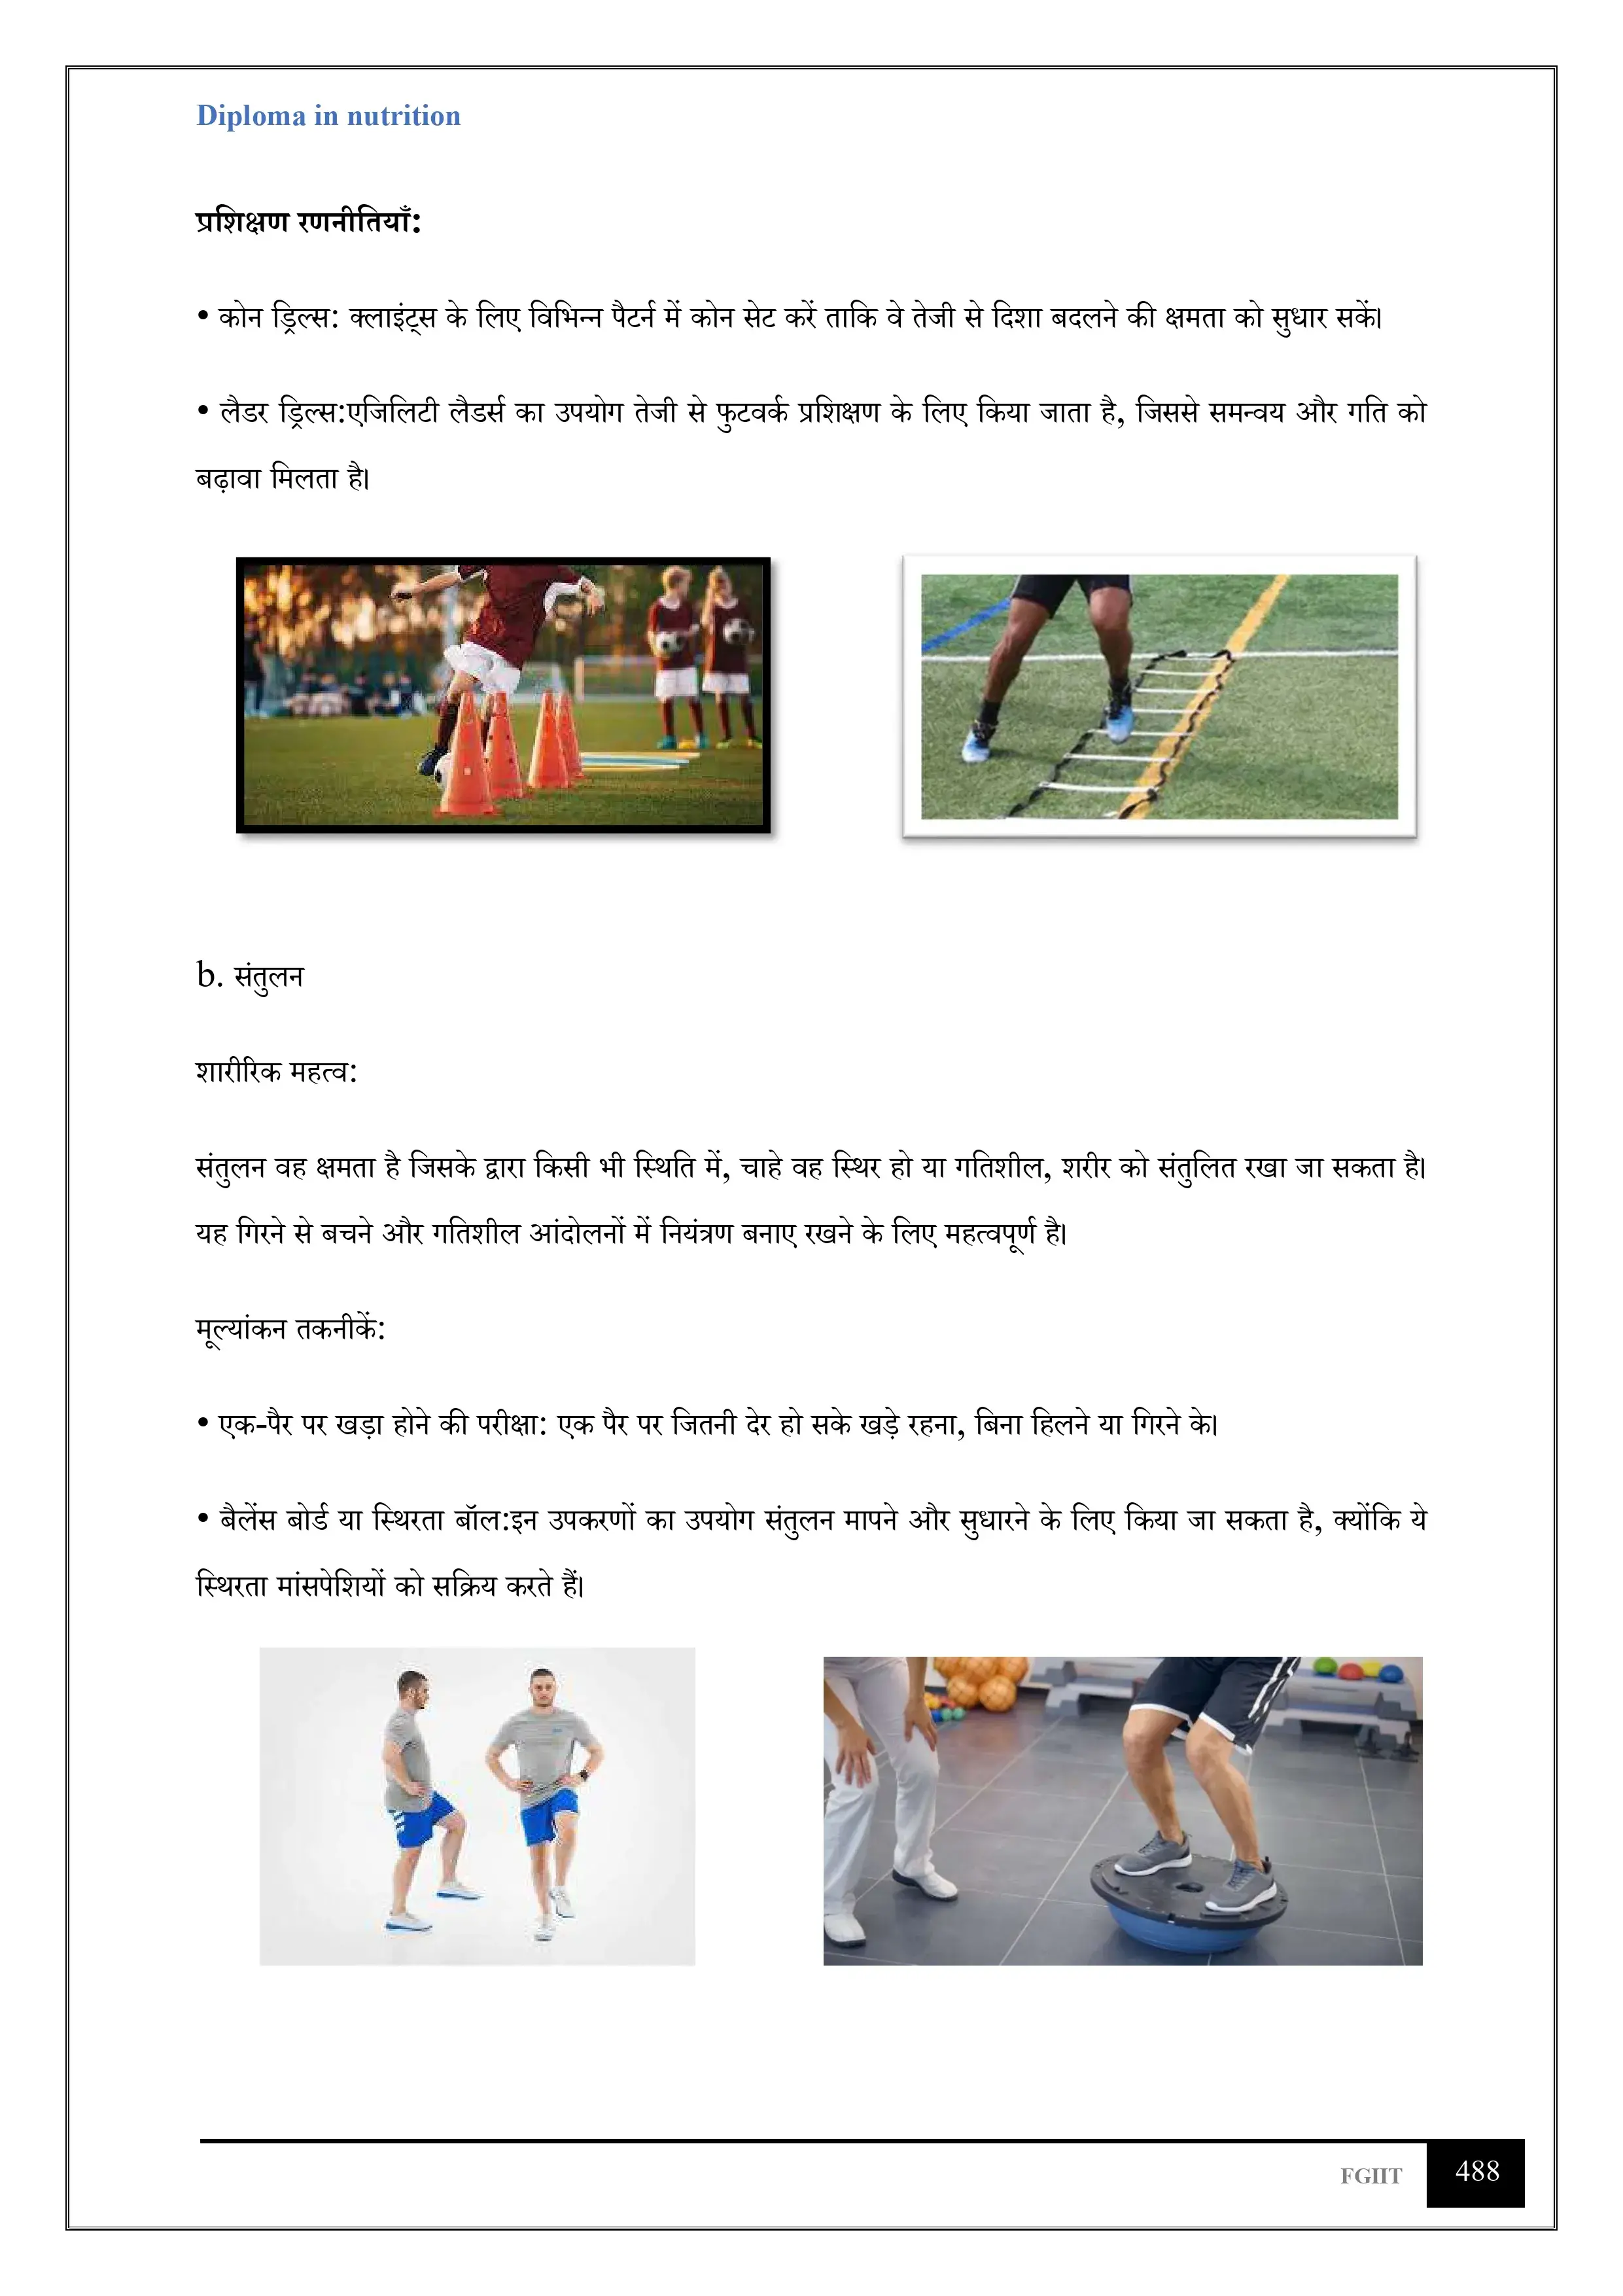 Diploma in nutrition
प्रशिक्षण रणनीतियाँ:
• कोन ड्रिल्स: क्लाइंट्स के लिए विभिन्न पैटर्न में कोन सेट करें ताकि वे तेजी से दिशा बदलने की क्षमता को सुधार सकें।
• लैडर ड्रिल्स:एजिलिटी लैडर्स का उपयोग तेजी से फुटवर्क प्रशिक्षण के लिए किया जाता है, जिससे समन्वय और गति को
बढ़ावा मिलता है।
b. संतुलन
शारीरिक महत्व:
संतुलन वह क्षमता है जिसके द्वारा किसी भी स्थिति में, चाहे वह स्थिर हो या गतिशील, शरीर को संतुलित रखा जा सकता है।
यह गिरने से बचने और गतिशील आंदोलनों में नियंत्रण बनाए रखने के लिए महत्वपूर्ण है।
मूल्यांकन तकनीकें:
• एक-पैर पर खड़ा होने की परीक्षा: एक पैर पर जितनी देर हो सके खड़े रहना, बिना हिलने या गिरने के।
• बैलेंस बोर्ड या स्थिरता बॉल:इन उपकरणों का उपयोग संतुलन मापने और सुधारने के लिए किया जा सकता है, क्योंकि ये
स्थिरता मांसपेशियों को सक्रिय करते हैं।
FGIIT 488